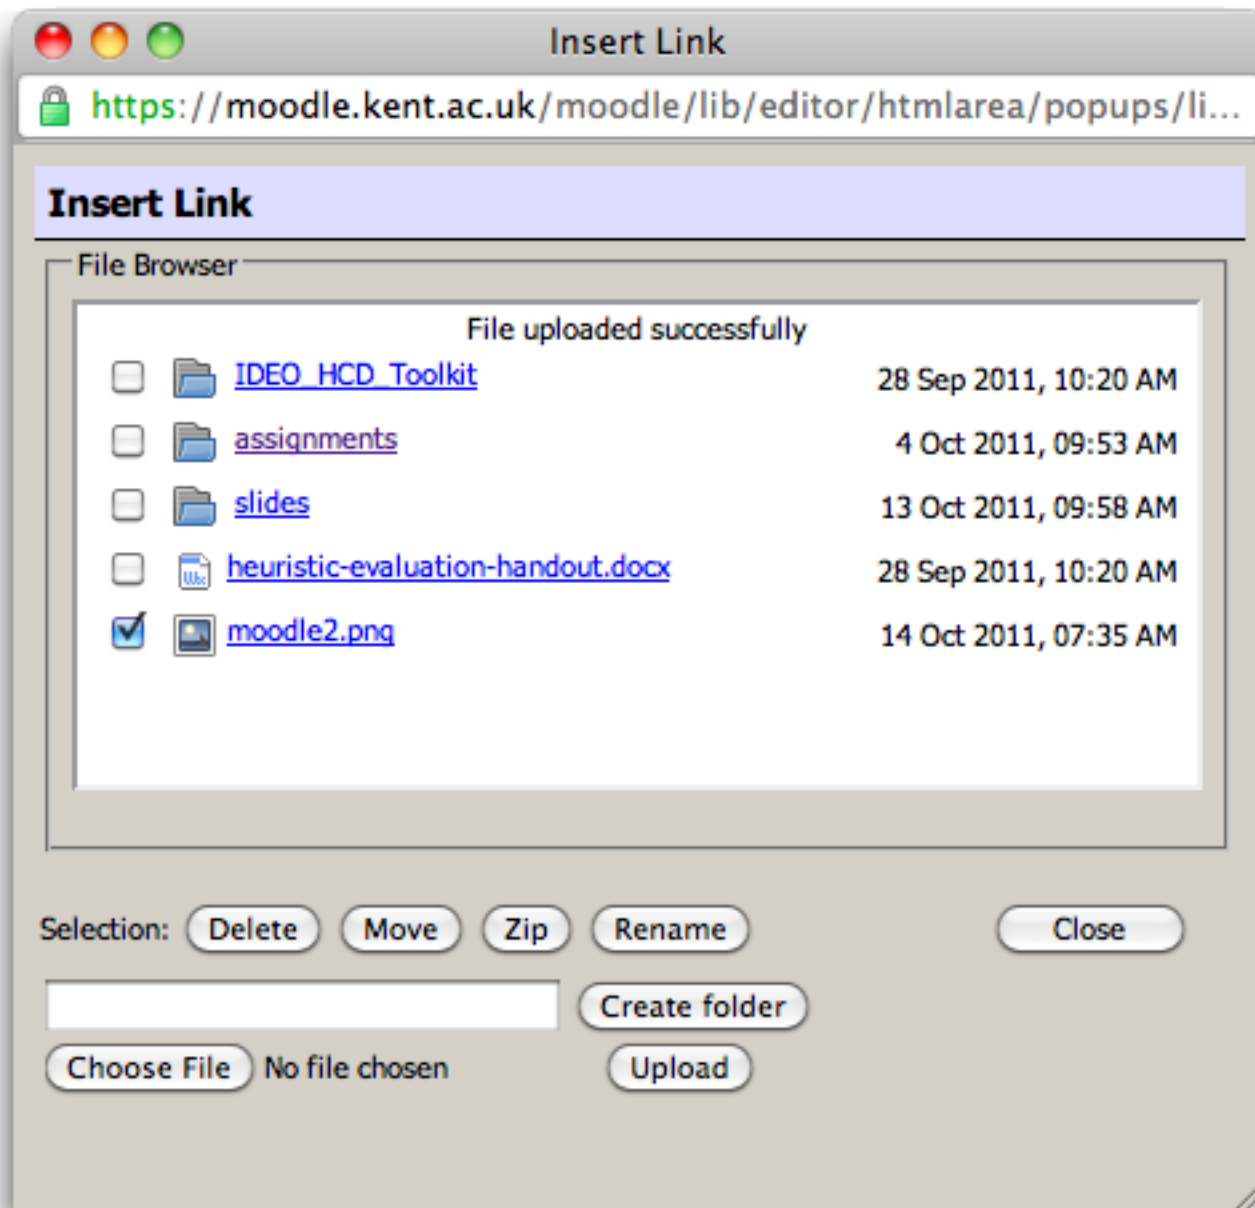 Insert Link
https://moodle.kent.ac.uk/moodle/lib/editor/htmlarea/popups/li...
Insert Link
File Browser
File uploaded successfully
IDEO_HCD_Toolkit 28 Sep 2011, 10:20 AM
assignments 4 Oct 2011, 09:53 AM
slides 13 Oct 2011, 09:58 AM
heuristic-evaluation-handout.docx 28 Sep 2011, 10:20 AM
moodle2.png 14 Oct 2011, 07:35 AM
Selection: Delete Move Zip Rename Close
Create folder
Choose File No file chosen Upload